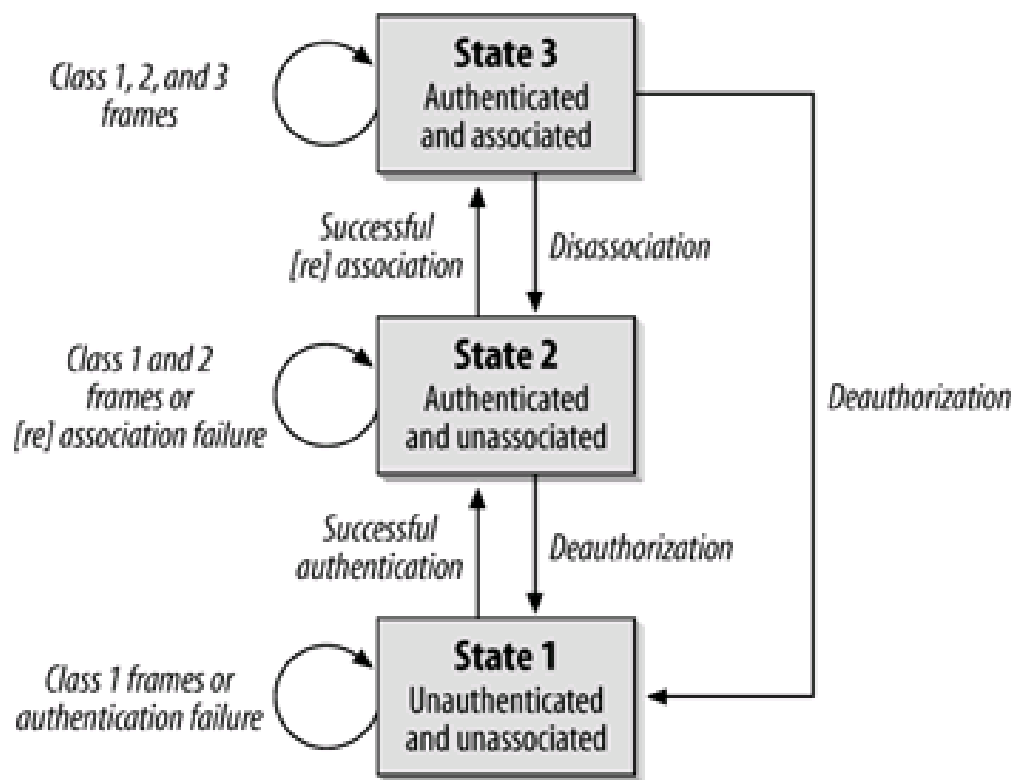 State 3
Authenticated
and associated
Class 1, 2, and 3
frames
Successful
[re] association
Disassociation
State 2
Authenticated
and unassociated
Class 1 and 2
frames or
[re] association failure
Deauthorization
Successful
authentication
Deauthorization
State 1
Unauthenticated
and unassociated
Class 1 frames or
authentication failure